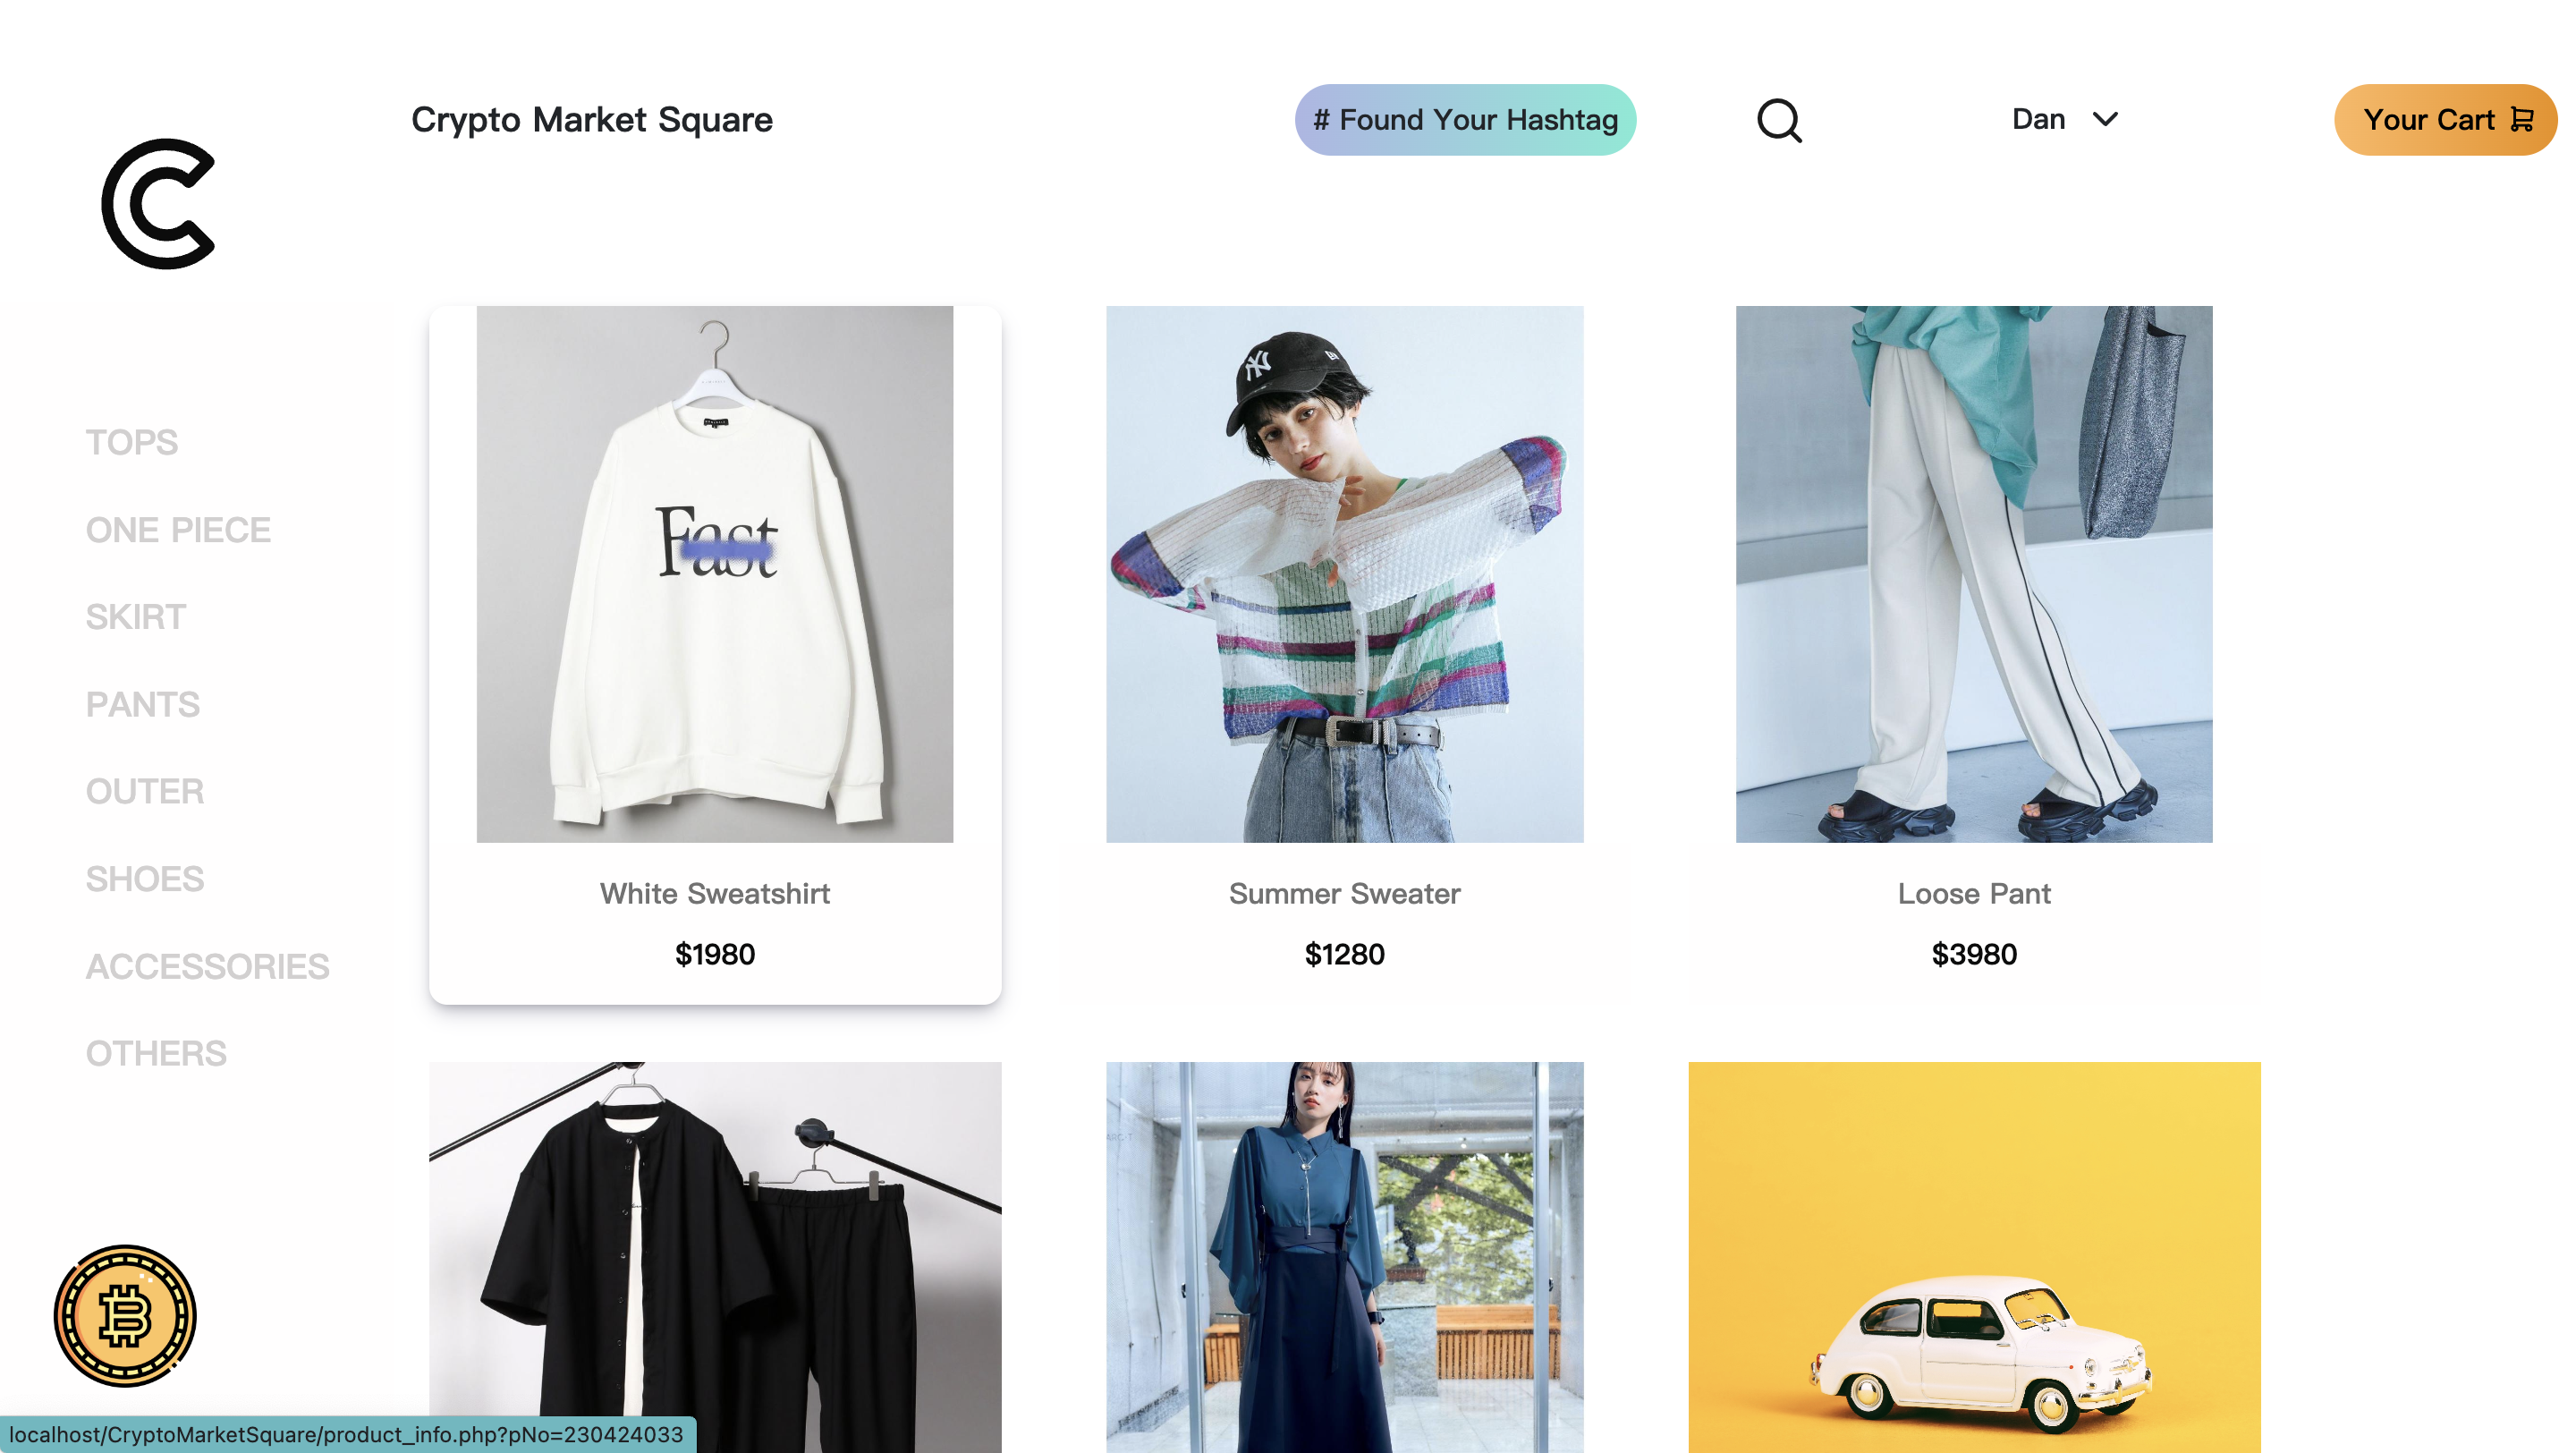 Crypto Market Square
# Found Your Hashtag
Dan
Your Cart
TOPS
ONE PIECE
SKIRT
PANTS
OUTER
SHOES
ACCESSORIES
OTHERS
Fast
NY
White Sweatshirt
$1980
Summer Sweater
$1280
Loose Pant
$3980
localhost/CryptoMarketSquare/product_info.php?pNo=230424033